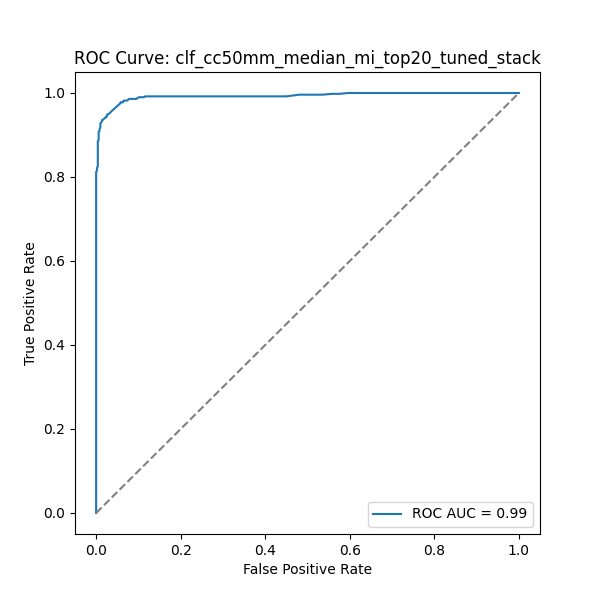 ROC Curve: clf_cc50mm_median_mi_top20_tuned_stack
True Positive Rate
1.0
0.8
0.6
0.4
0.2
0.0
ROC AUC = 0.99
0.0 0.2 0.4 0.6 0.8 1.0
False Positive Rate